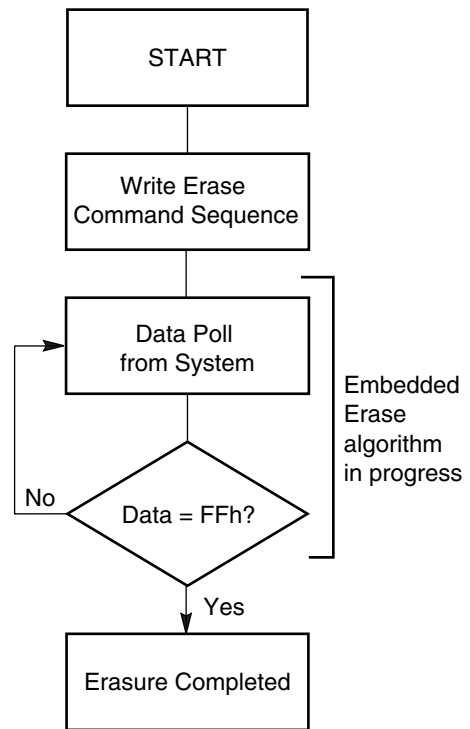 START
Write Erase
Command Sequence
Data Poll
from System
Embedded
Erase
algorithm
in progress
No
Data = FFh?
Yes
Erasure Completed